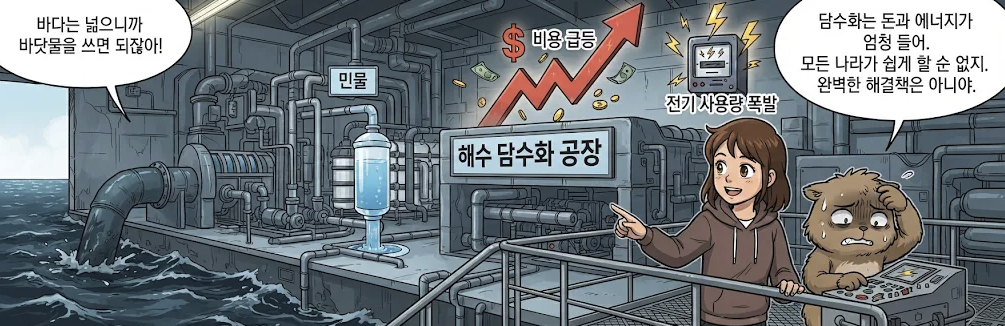 바다는 넓으니까
바닷물을 쓰면 되잖아!
민물
$ 비용 급등
전기 사용량 폭발
해수 담수화 공장
담수화는 돈과 에너지가
엄청 들어.
모든 나라가 쉽게 할 순 없지.
완벽한 해결책은 아니야.